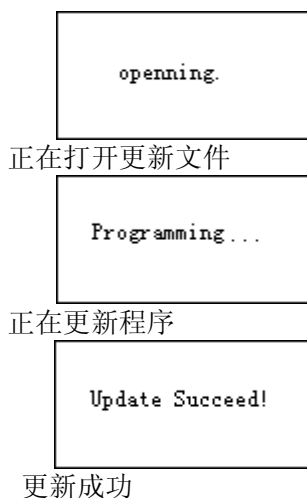 openning.
正在打开更新文件
Programming...
正在更新程序
Update Succeed!
更新成功